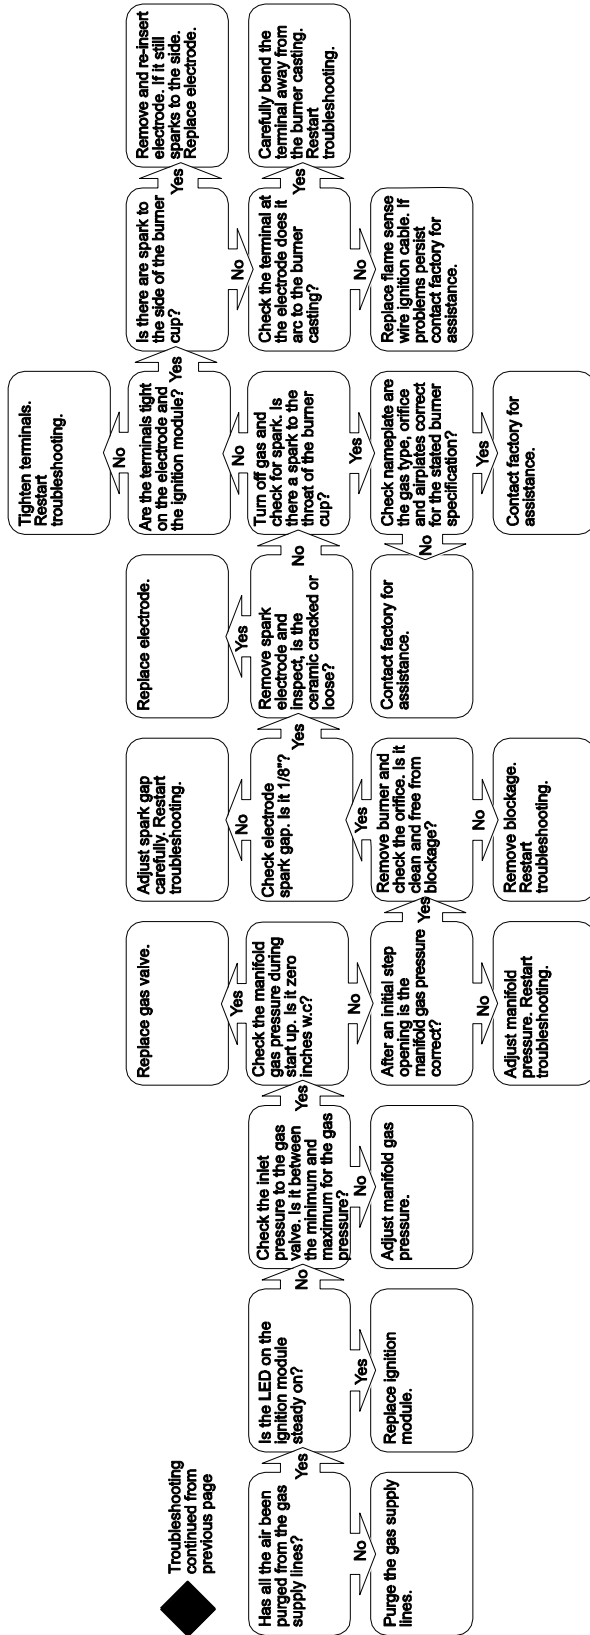 Troubleshooting
continued from
previous page
Has all the air been
purged from the gas
supply lines?
No
Purge the gas supply
lines.
Yes
Is the LED on the
ignition module
steady on?
Yes
Replace ignition
module.
No
Check the inlet
pressure to the gas
valve. Is it between
the minimum and
maximum for the gas
pressure?
No
Adjust manifold gas
pressure.
Yes
Check the manifold
gas pressure during
start up. Is it zero
inches w.c?
Yes
Replace gas valve.
No
After an initial step
opening is the
manifold gas pressure
correct?
No
Adjust manifold
pressure. Restart
troubleshooting.
Yes
Remove burner and
check the orifice. Is it
clean and free from
blockage?
No
Remove blockage.
Restart
troubleshooting.
Yes
Check electrode
spark gap. Is it 1/8"?
No
Adjust spark gap
carefully. Restart
troubleshooting.
Yes
Remove spark
electrode and
inspect, Is the
ceramic cracked or
loose?
Yes
Replace electrode.
No
Turn off gas and
check for spark. Is
there a spark to the
throat of the burner
cup?
Yes
Check nameplate are
the gas type, orifice
and airplates correct
for the stated burner
specification?
No
Contact factory for
assistance.
Yes
Contact factory for
assistance.
No
Are the terminals tight
on the electrode and
the ignition module?
No
Tighten terminals.
Restart
troubleshooting.
Yes
Is there are spark to
the side of the burner
cup?
Yes
Remove and re-insert
electrode. If it still
sparks to the side.
Replace electrode.
No
Check the terminal at
the electrode does it
arc to the burner
casting?
Yes
Carefully bend the
terminal away from
the burner casting.
Restart
troubleshooting.
No
Replace flame sense
wire ignition cable. If
problems persist
contact factory for
assistance.